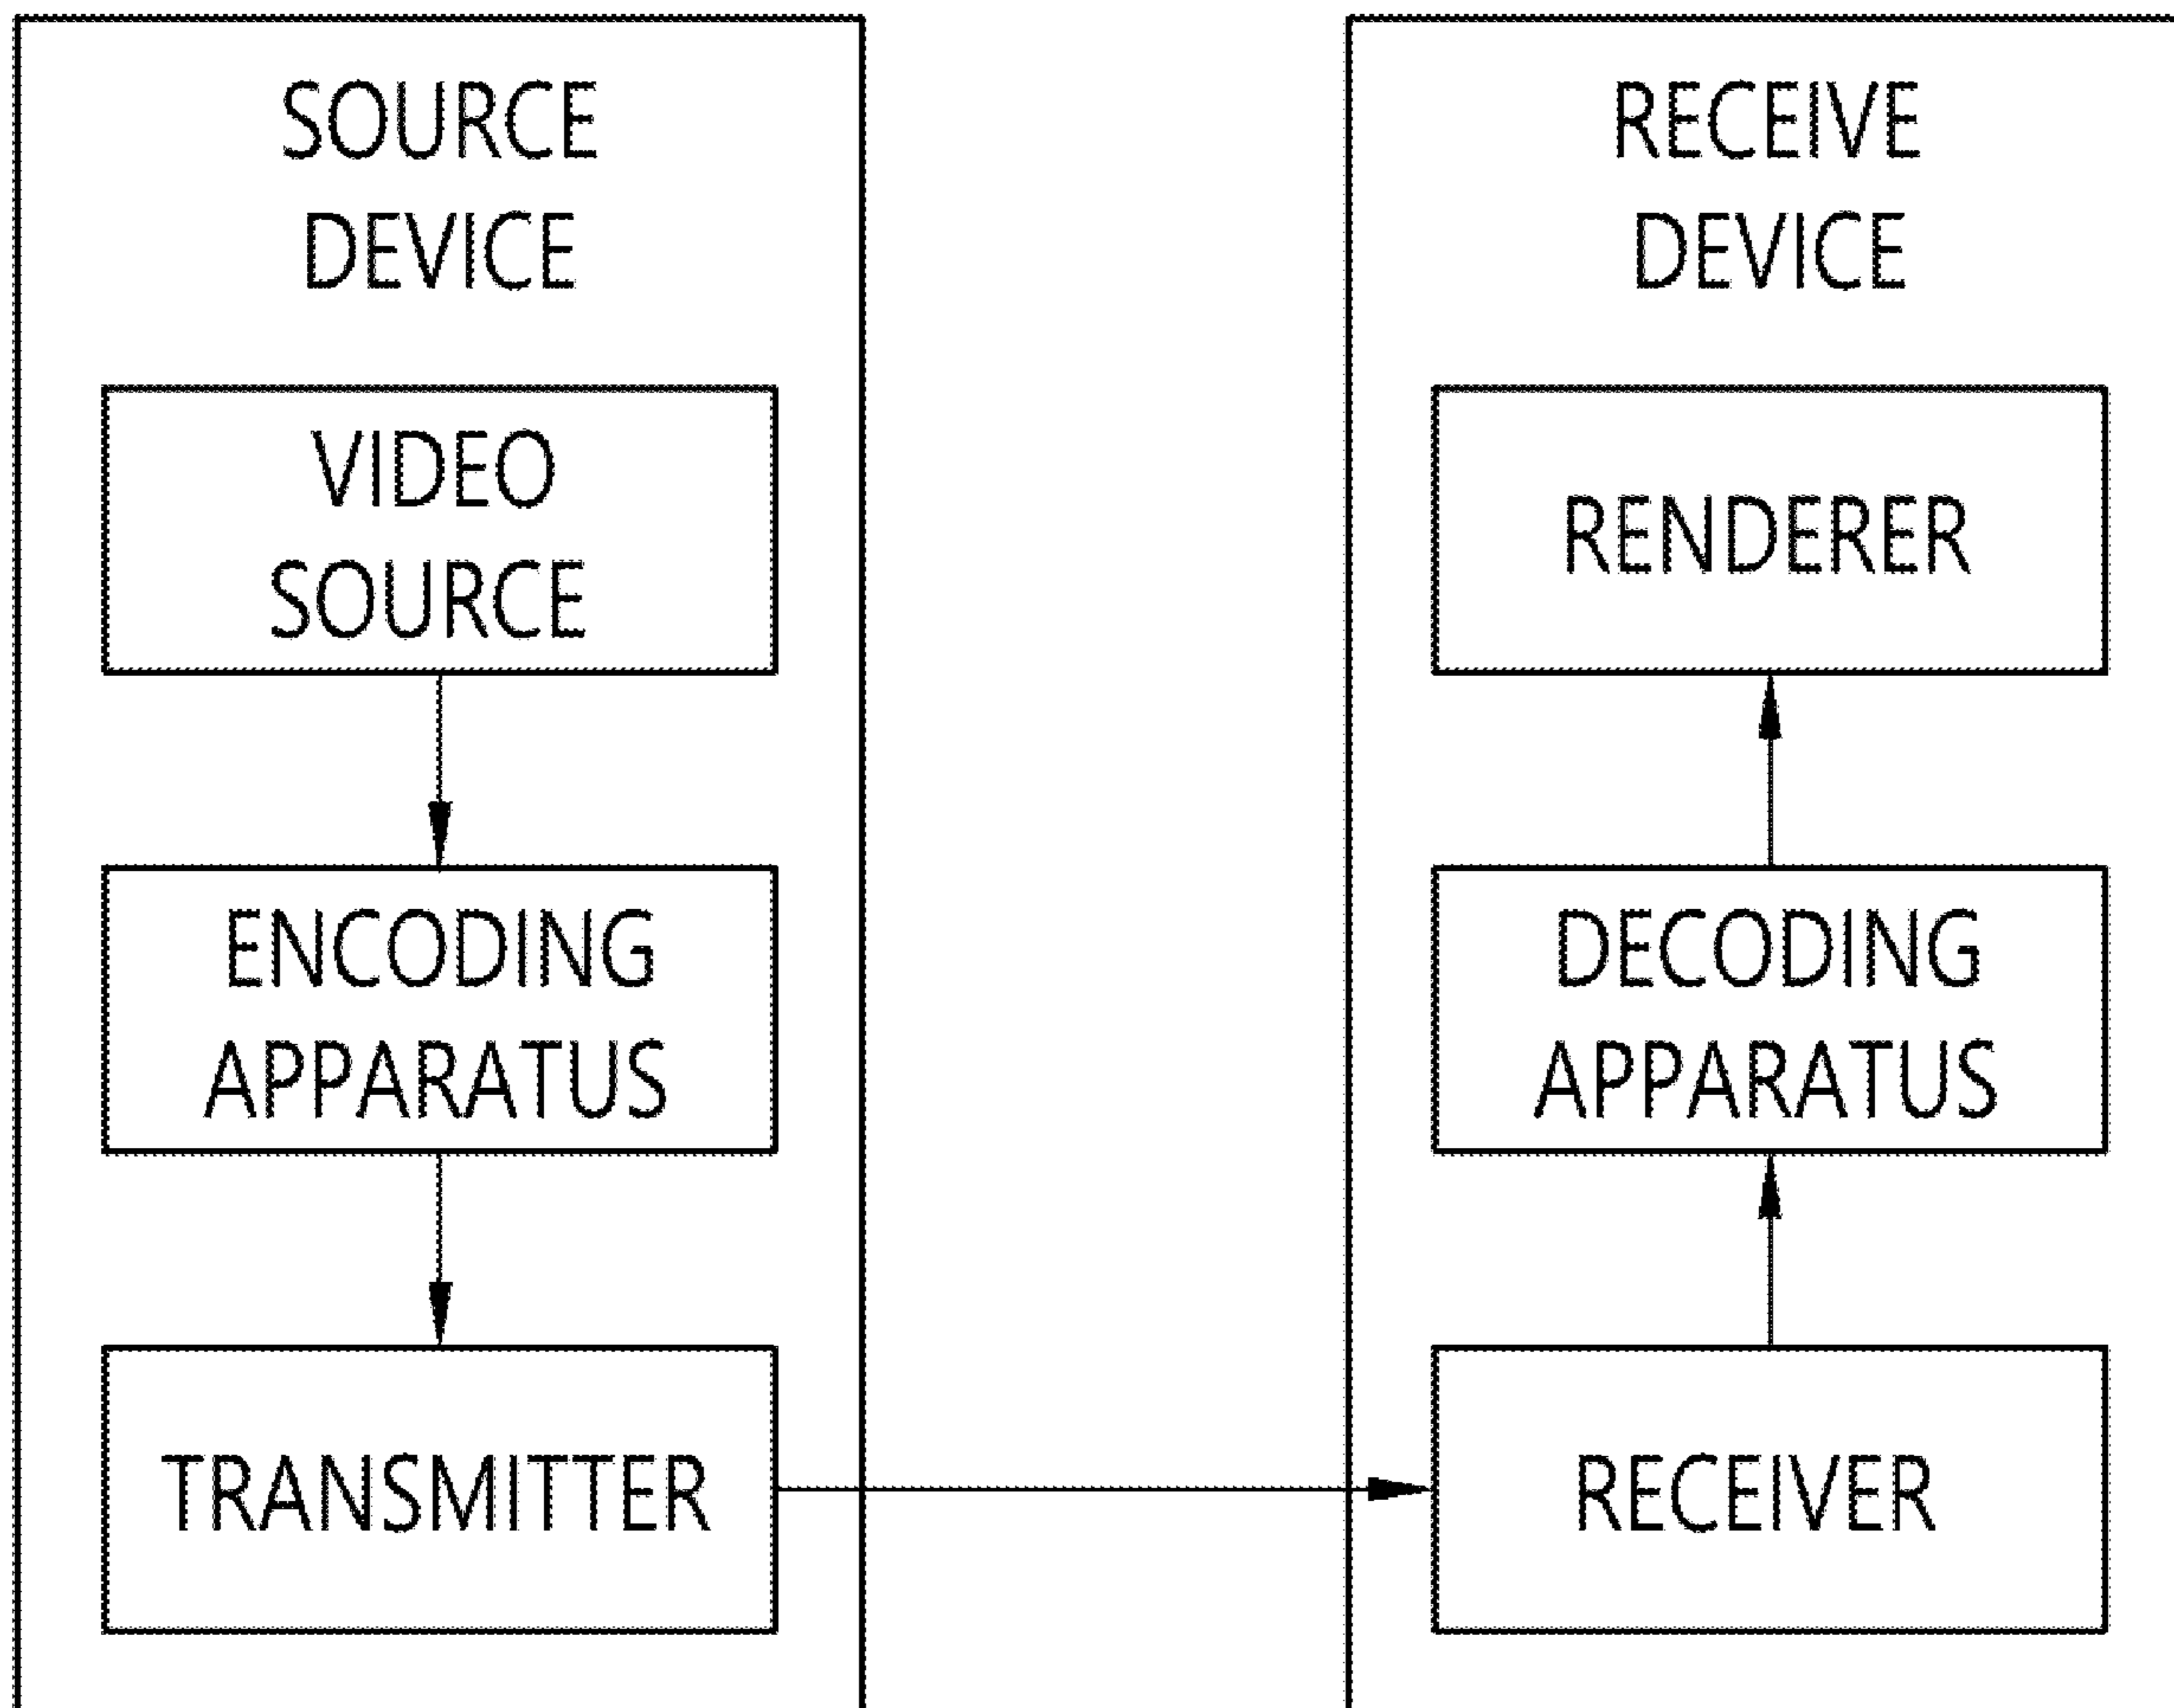 SOURCE
DEVICE
VIDEO
SOURCE
ENCODING
APPARATUS
TRANSMITTER
RECEIVE
DEVICE
RENDERER
DECODING
APPARATUS
RECEIVER